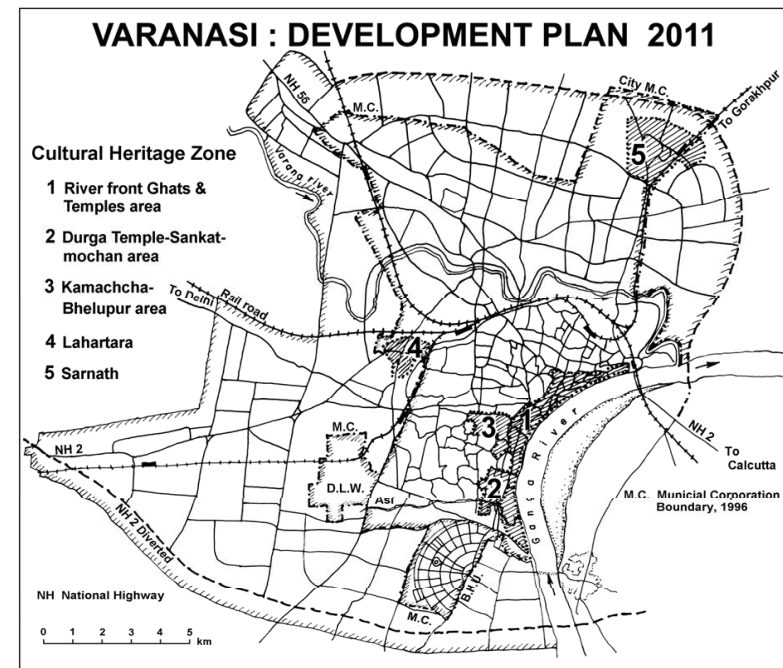 VARANASI : DEVELOPMENT PLAN 2011
City M.C.
To Gorakhpur
NH 56
M.C.
Varana river
5
Cultural Heritage Zone
1 River front Ghats &
Temples area
2 Durga Temple-Sankat-
mochan area
3 Kamachcha-
Bhelupur area
4 Lahartara
5 Sarnath
To Delhi
Rail road
4
1
3
2
M.C.
D.L.W.
Asi
NH 2
NH 2 Diverted
Ganga River
NH 2
To
Calcutta
M.C. Municial Corporation
Boundary, 1996
B.H.U.
M.C.
NH National Highway
0 1 2 3 4 5
km